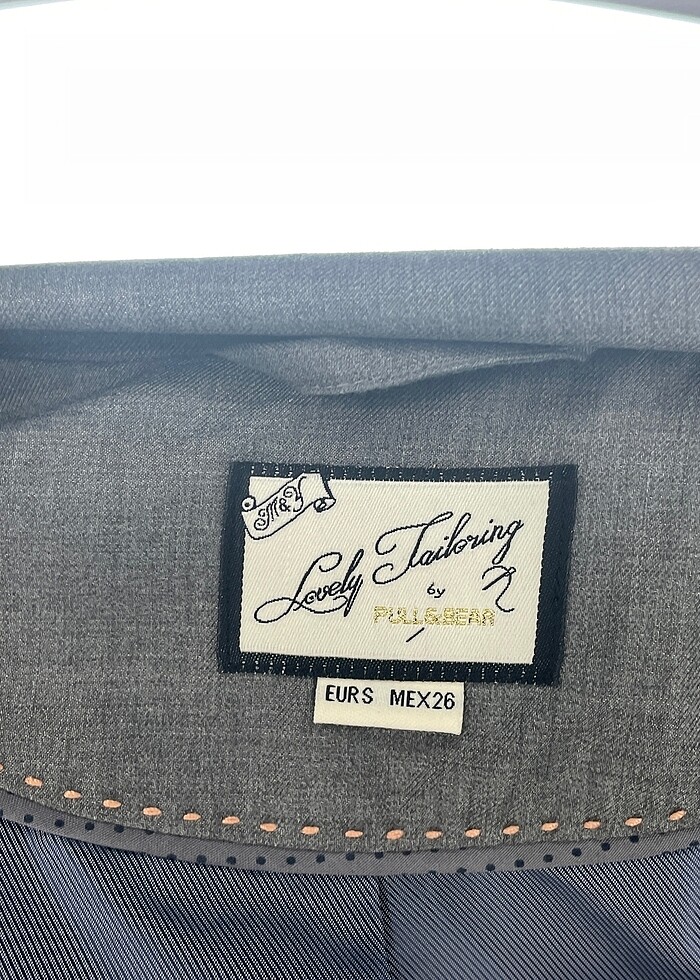 Lovely Tailoring
by
PULL&BEAR
EUR S MEX 26